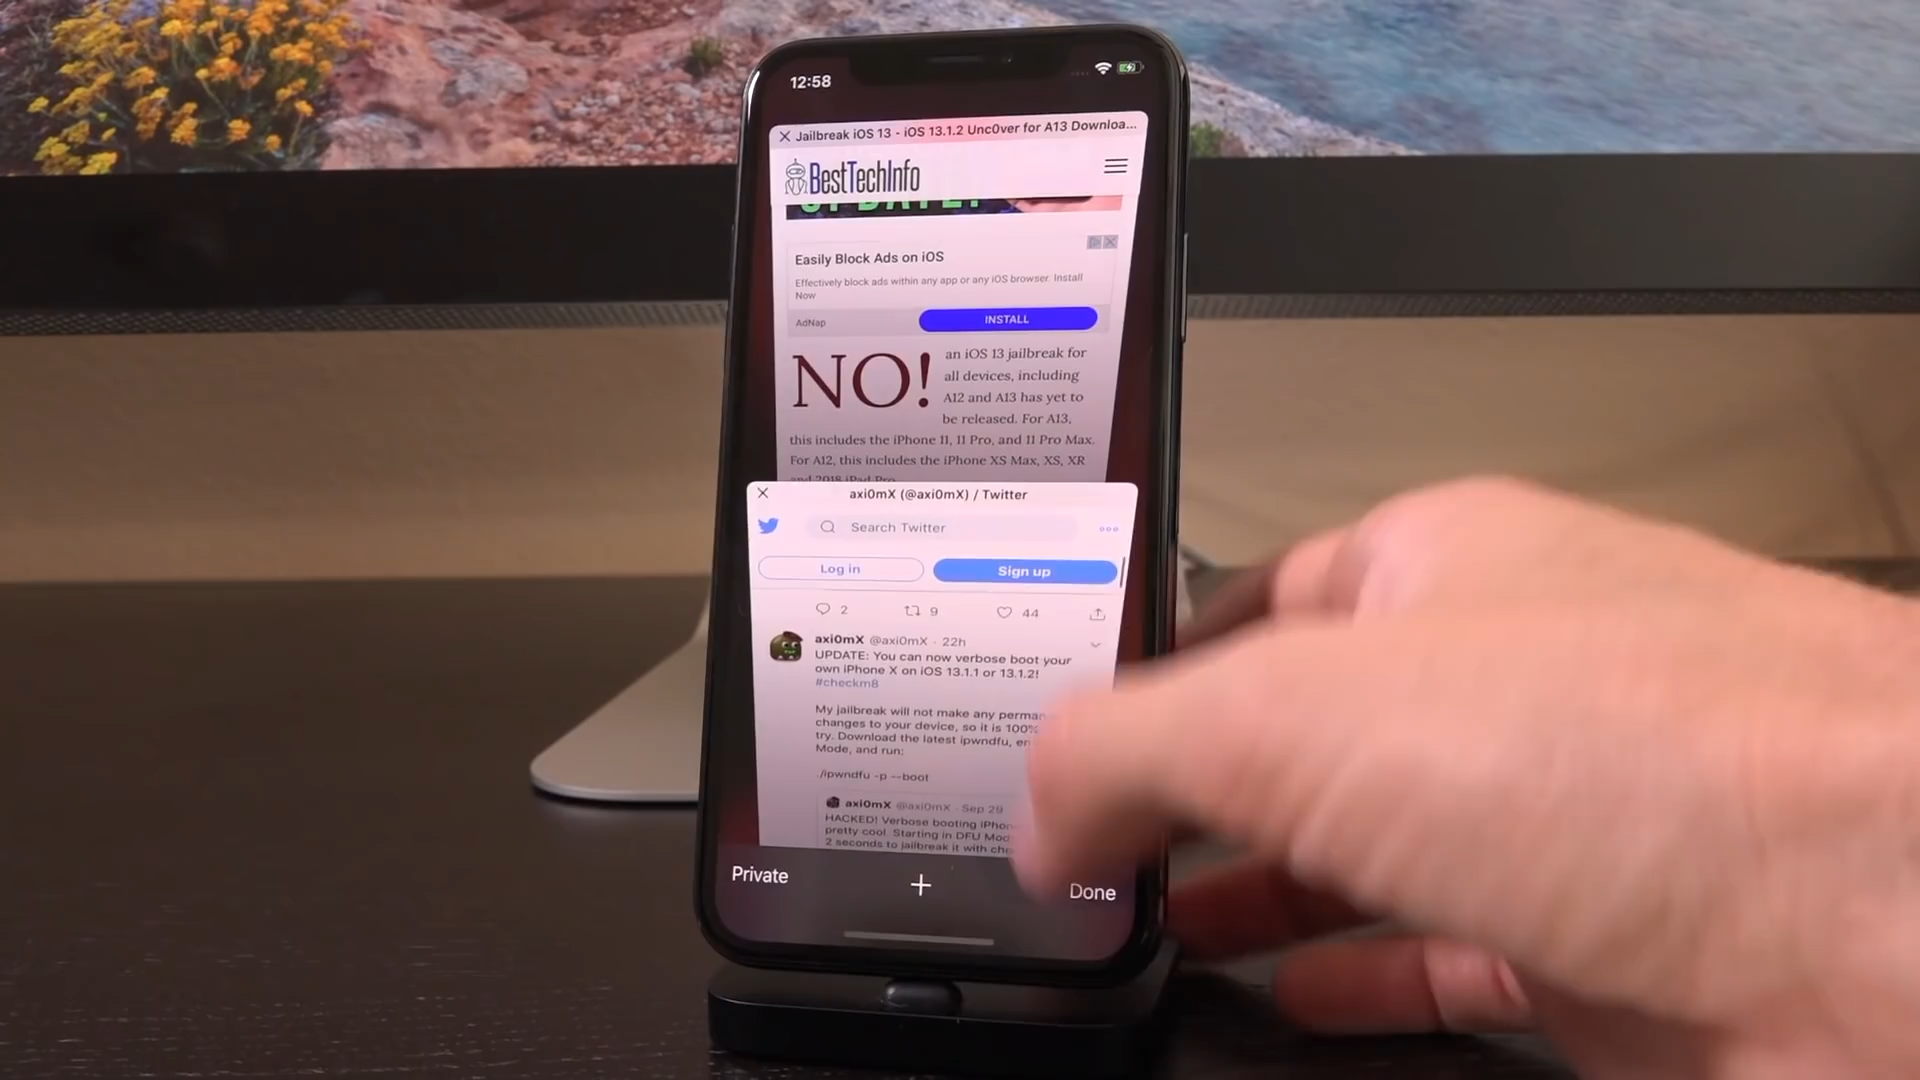 12:58
Jailbreak iOS 13 - iOS 13.1.2 Unc0ver for A13 Downloa...
BestTechInfo
UPDATE!
Easily Block Ads on iOS
Effectively block ads within any app or any iOS browser. Install
Now
AdNap
INSTALL
NO! an iOS 13 jailbreak for
all devices, including
A12 and A13 has yet to
be released. For A13,
this includes the iPhone 11, 11 Pro, and 11 Pro Max.
For A12, this includes the iPhone XS Max, XS, XR
and 2018 iPad Pro
axi0mX (@axi0mX) / Twitter
Search Twitter
Log in
Sign up
2
9
44
axi0mX @axi0mX · 22h
UPDATE: You can now verbose boot your
own iPhone X on iOS 13.1.1 or 13.1.2!
#checkm8
My jailbreak will not make any perma
changes to your device, so it is 100%
try. Download the latest ipwndfu, en
Mode, and run:
./ipwndfu -p --boot
axi0mX @axi0mX · Sep 29
HACKED! Verbose booting iPhon
pretty cool. Starting in DFU Mod
2 seconds to jailbreak it with che
Private
+
Done